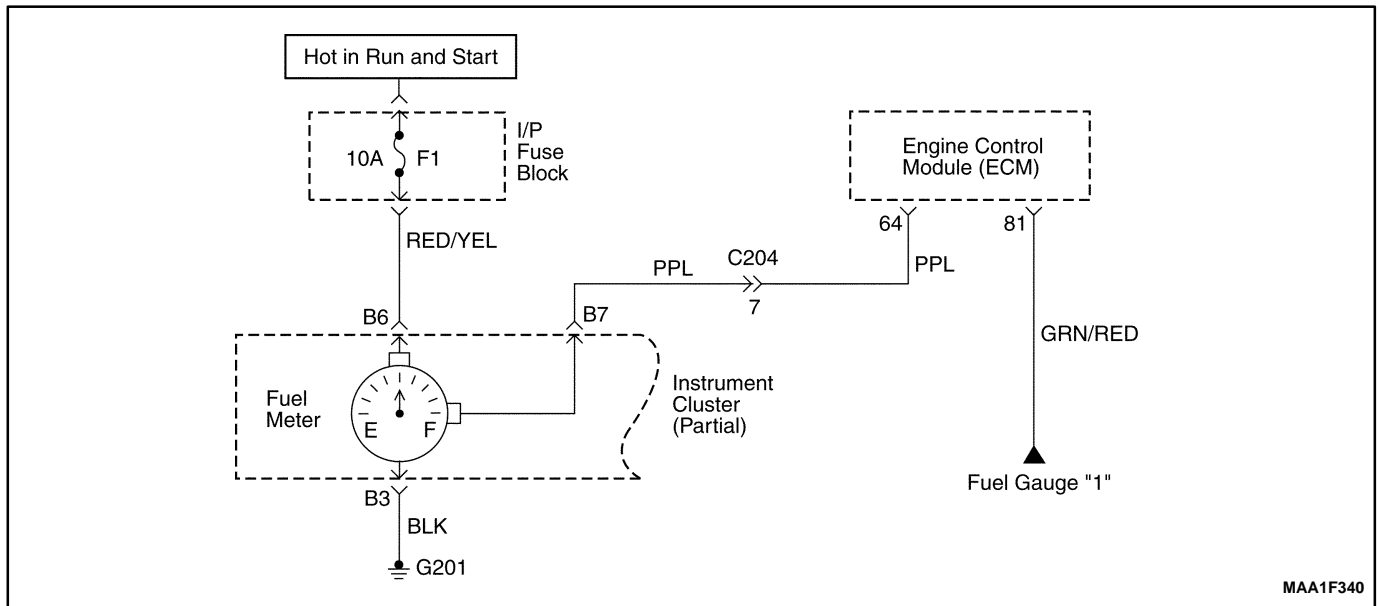 Hot in Run and Start
I/P
Fuse
Block
10A
F1
Engine Control
Module (ECM)
64
81
RED/YEL
PPL
C204
7
PPL
B6
B7
GRN/RED
Fuel
Meter
E
F
Instrument
Cluster
(Partial)
Fuel Gauge "1"
B3
BLK
G201
MAA1F340